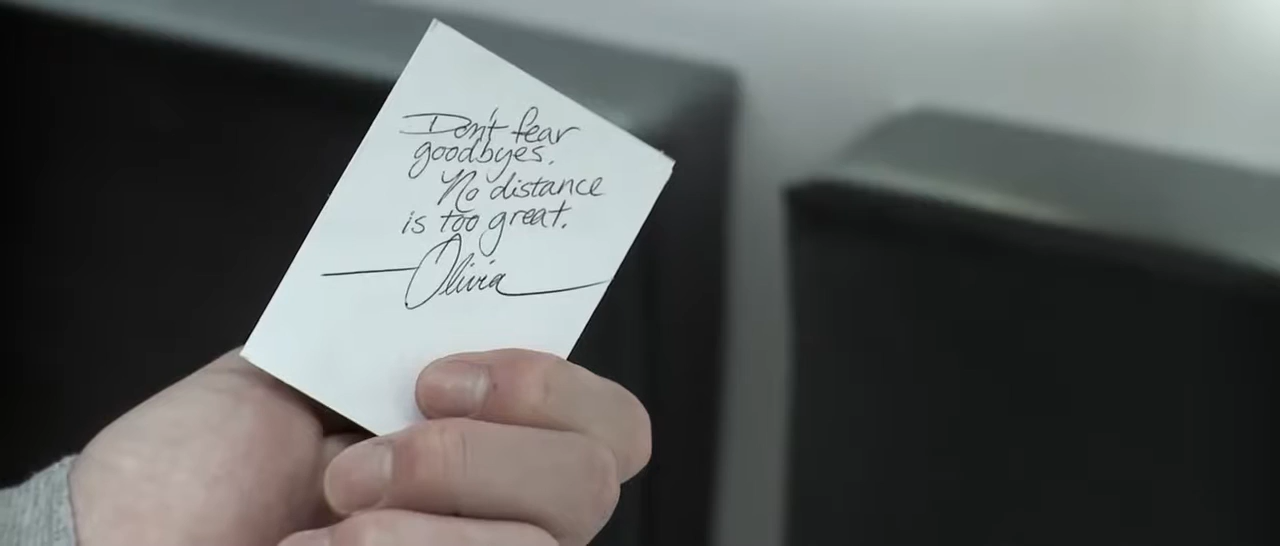 Don't fear
goodbyes.
No distance
is too great.
Olivia